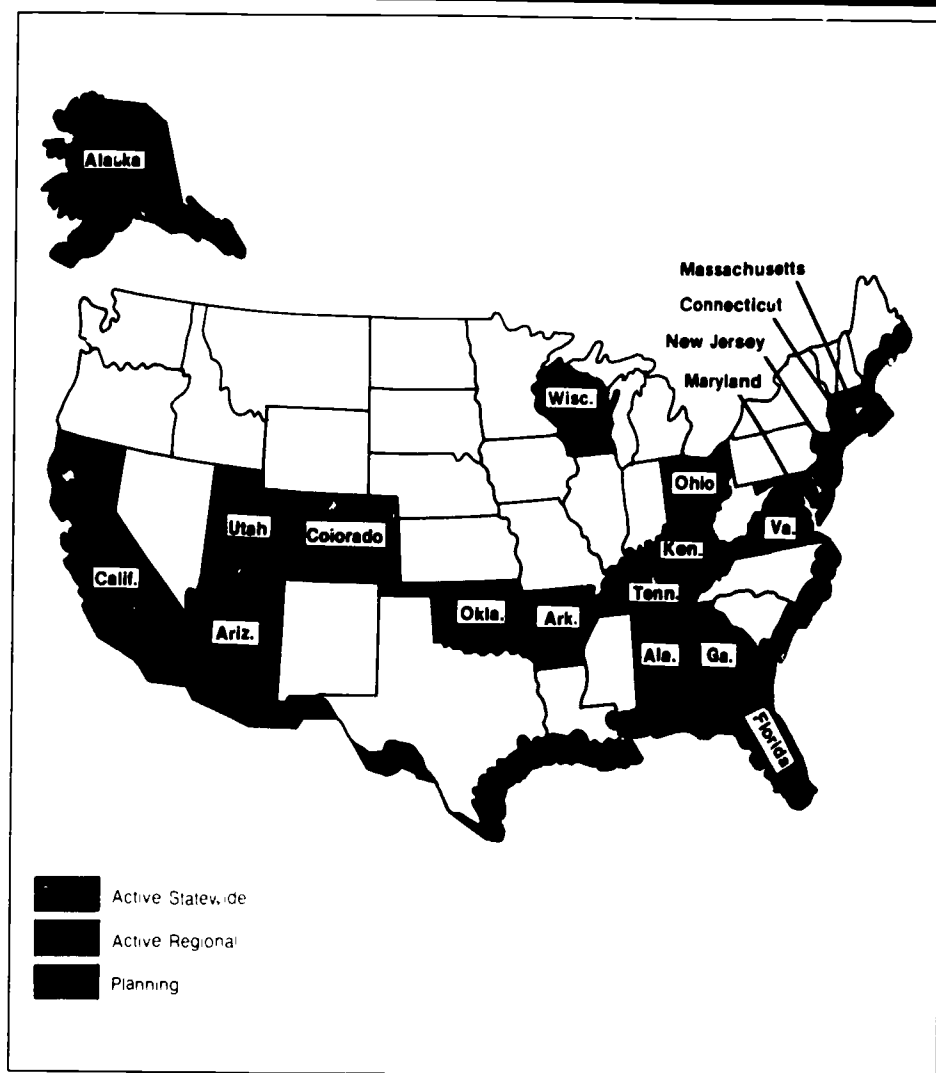 Alaska
Massachusetts
Connecticut
New Jersey
Maryland
Wisc.
Ohio
Utah
Colorado
Va.
Ken.
Calif.
Tenn.
Okla.
Ark.
Ariz.
Ala.
Ga.
Florida
Active Statewide
Active Regional
Planning